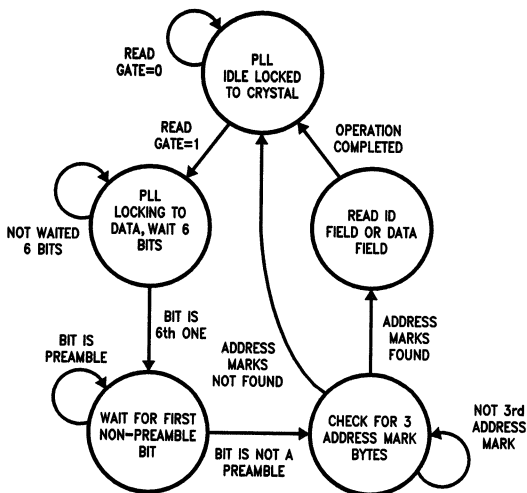 READ
GATE=0
PLL
IDLE LOCKED
TO CRYSTAL
READ
GATE=1
OPERATION
COMPLETED
PLL
LOCKING TO
DATA, WAIT 6
BITS
NOT WAITED
6 BITS
READ ID
FIELD OR DATA
FIELD
BIT IS
6th ONE
BIT IS
PREAMBLE
ADDRESS
MARKS
NOT FOUND
ADDRESS
MARKS
FOUND
WAIT FOR FIRST
NON-PREAMBLE
BIT
BIT IS NOT A
PREAMBLE
CHECK FOR 3
ADDRESS MARK
BYTES
NOT 3rd
ADDRESS
MARK